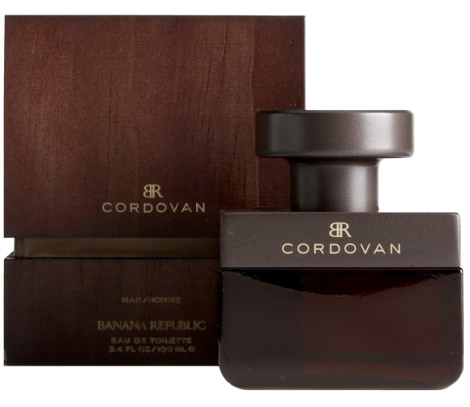 BR
CORDOVAN
MAN/HOMME
BANANA REPUBLIC
EAU DE TOILETTE
3.4 FL OZ/100 ML ℮
BR
CORDOVAN